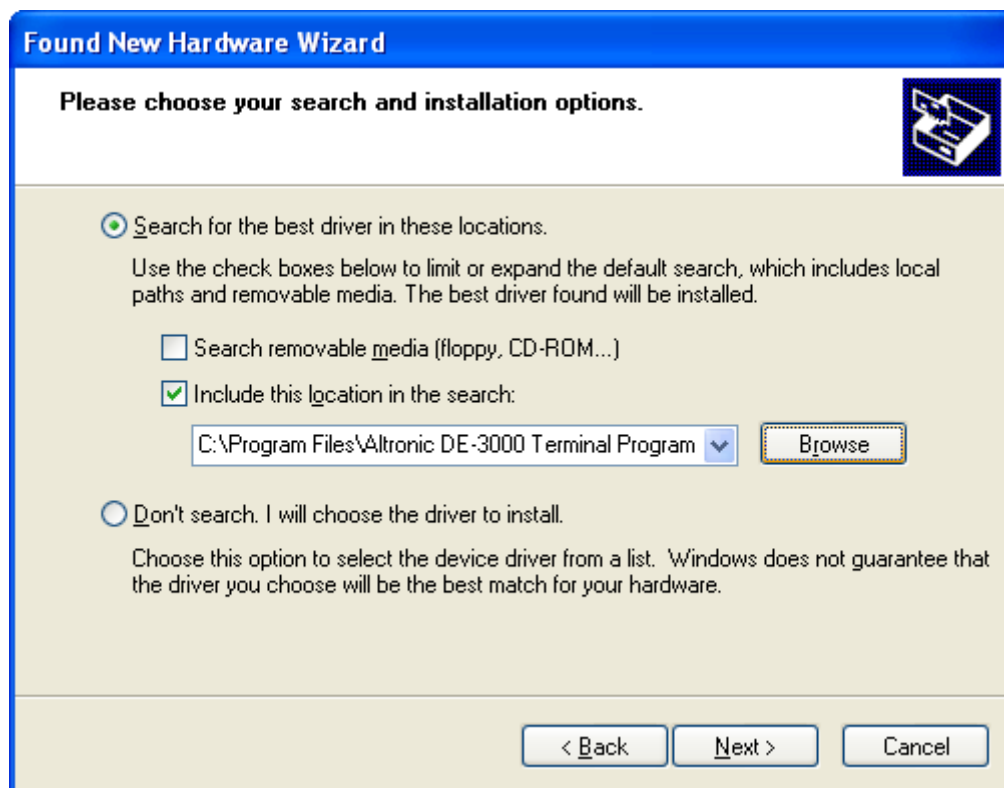 Found New Hardware Wizard
Please choose your search and installation options.
Search for the best driver in these locations.
Use the check boxes below to limit or expand the default search, which includes local
paths and removable media. The best driver found will be installed.
Search removable media (floppy, CD-ROM...)
Include this location in the search:
C:\Program Files\Altronic DE-3000 Terminal Program
Browse
Don't search. I will choose the driver to install.
Choose this option to select the device driver from a list.  Windows does not guarantee that
the driver you choose will be the best match for your hardware.
< Back
Next >
Cancel